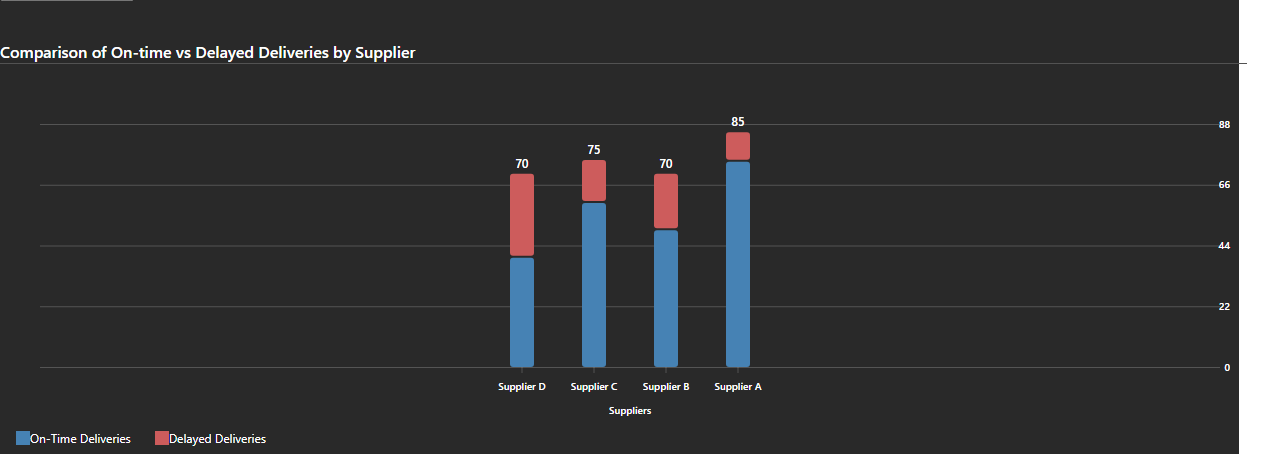 Comparison of On-time vs Delayed Deliveries by Supplier
85
88
75
70
70
66
44
22
0
Supplier D
Supplier C
Supplier B
Supplier A
Suppliers
On-Time Deliveries
Delayed Deliveries